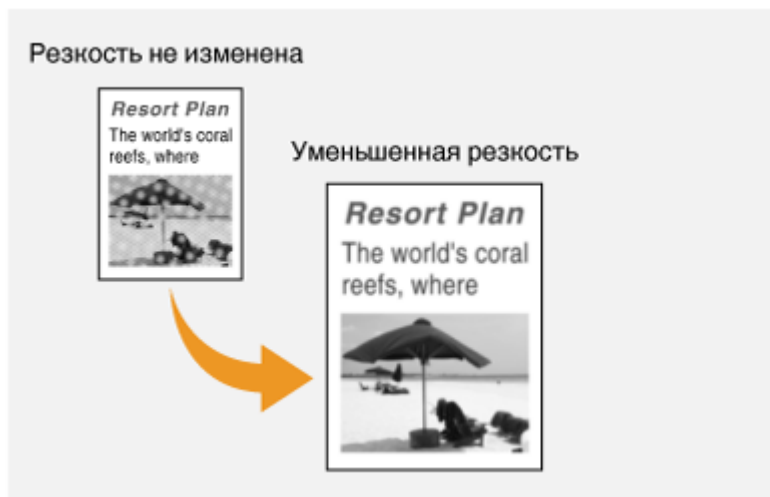 Резкость не изменена
Resort Plan
The world's coral
reefs, where
Уменьшенная резкость
Resort Plan
The world's coral
reefs, where